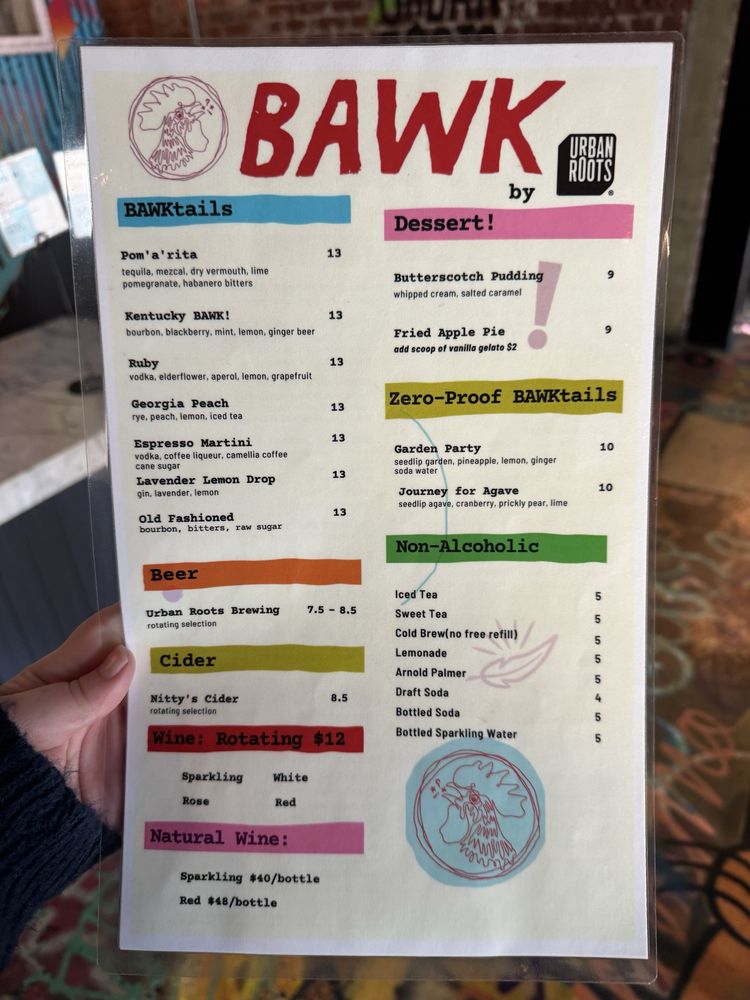 BAWK
by
URBAN
ROOTS
BAWKtails
Pom'a'rita 13
tequila, mezcal, dry vermouth, lime
pomegranate, habanero bitters
Kentucky BAWK! 13
bourbon, blackberry, mint, lemon, ginger beer
Ruby 13
vodka, elderflower, aperol, lemon, grapefruit
Georgia Peach 13
rye, peach, lemon, iced tea
Espresso Martini 13
vodka, coffee liqueur, camellia coffee
cane sugar
Lavender Lemon Drop 13
gin, lavender, lemon
Old Fashioned 13
bourbon, bitters, raw sugar
Beer
Urban Roots Brewing 7.5 - 8.5
rotating selection
Cider
Nitty's Cider 8.5
rotating selection
Wine: Rotating $12
Sparkling White
Rose Red
Natural Wine:
Sparkling $40/bottle
Red $48/bottle
Dessert!
Butterscotch Pudding 9
whipped cream, salted caramel
Fried Apple Pie 9
add scoop of vanilla gelato $2
Zero-Proof BAWKtails
Garden Party 10
seedlip garden, pineapple, lemon, ginger
soda water
Journey for Agave 10
seedlip agave, cranberry, prickly pear, lime
Non-Alcoholic
Iced Tea 5
Sweet Tea 5
Cold Brew(no free refill) 5
Lemonade 5
Arnold Palmer 5
Draft Soda 4
Bottled Soda 5
Bottled Sparkling Water 5